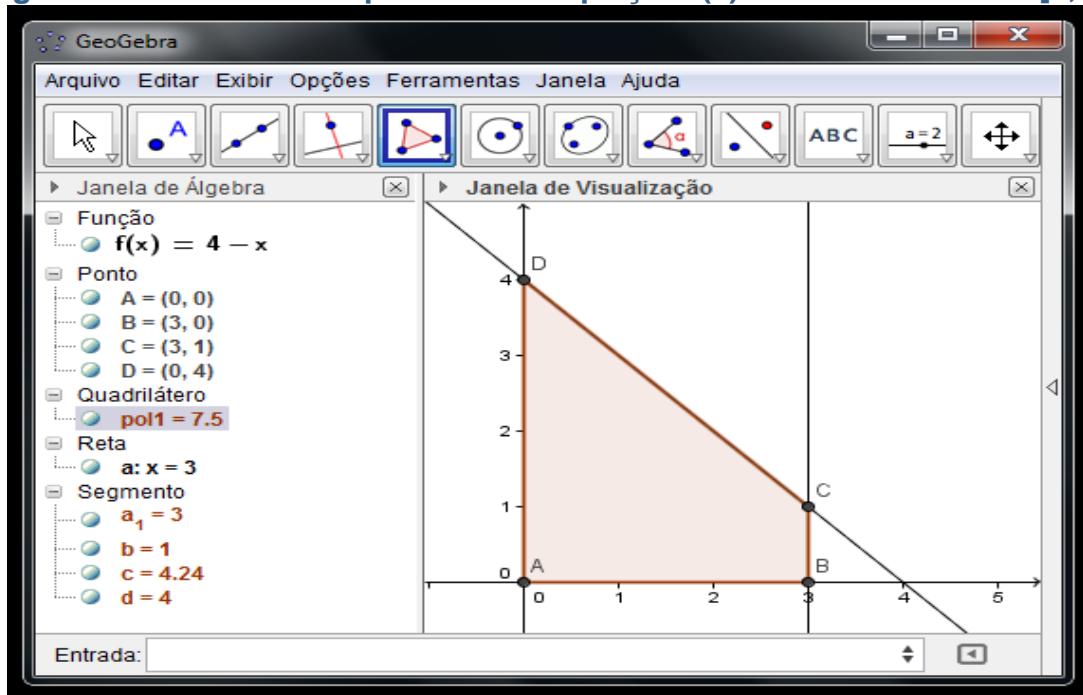 GeoGebra
Arquivo Editar Exibir Opções Ferramentas Janela Ajuda
A
α
ABC
a=2
Janela de Álgebra
Janela de Visualização
Função
f(x) = 4 – x
Ponto
A = (0, 0)
B = (3, 0)
C = (3, 1)
D = (0, 4)
Quadrilátero
pol1 = 7.5
Reta
a: x = 3
Segmento
a₁ = 3
b = 1
c = 4.24
d = 4
D
4
3
2
C
1
0
A
B
0 1 2 3 4 5
Entrada: